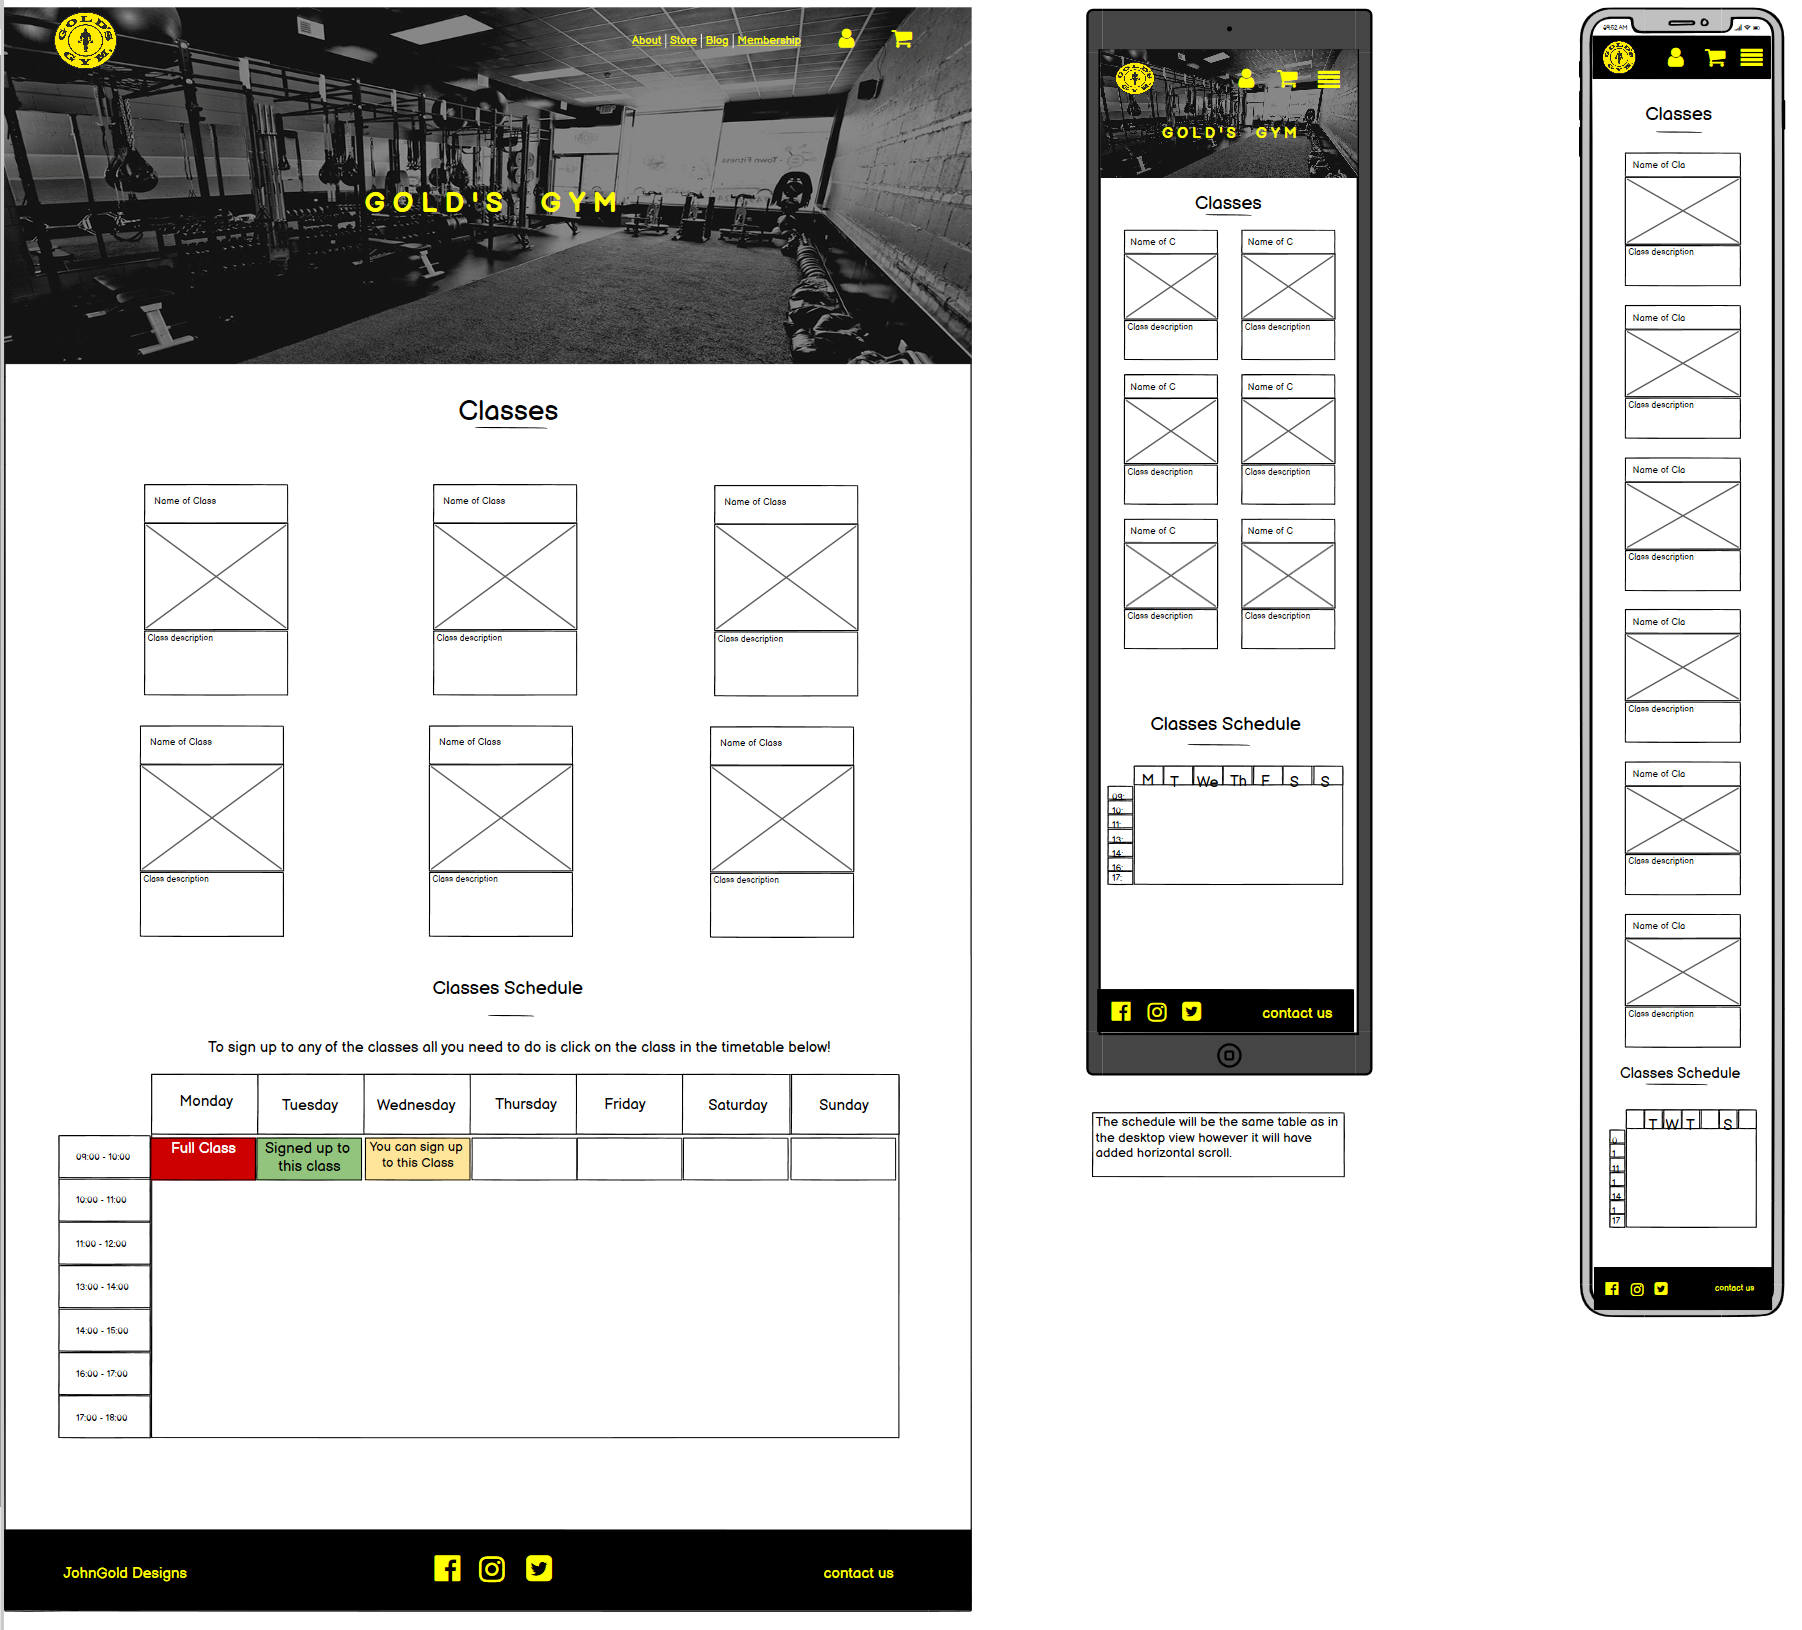 GOLD'S
GYM.
About | Store | Blog | Membership
Town Fitness
GOLD'S GYM
Classes
Name of Class
Name of Class
Name of Class
Class description
Class description
Class description
Name of Class
Name of Class
Name of Class
Class description
Class description
Class description
Classes Schedule
To sign up to any of the classes all you need to do is click on the class in the timetable below!
Monday Tuesday Wednesday Thursday Friday Saturday Sunday
09:00 - 10:00
Full Class
Signed up to
this class
You can sign up
to this Class
10:00 - 11:00
11:00 - 12:00
13:00 - 14:00
14:00 - 15:00
16:00 - 17:00
17:00 - 18:00
JohnGold Designs
contact us
GOLD'S
GYM.
GOLD'S GYM
Classes
Name of C
Name of C
Class description
Class description
Name of C
Name of C
Class description
Class description
Name of C
Name of C
Class description
Class description
Classes Schedule
M T We Th F S S
09:
10:
11:
13:
14:
16:
17:
contact us
The schedule will be the same table as in
the desktop view however it will have
added horizontal scroll.
09:52 AM
GOLD'S
GYM.
Classes
Name of Cla
Class description
Name of Cla
Class description
Name of Cla
Class description
Name of Cla
Class description
Name of Cla
Class description
Name of Cla
Class description
Classes Schedule
T W T S
0
1
11
1
14
1
17
contact us